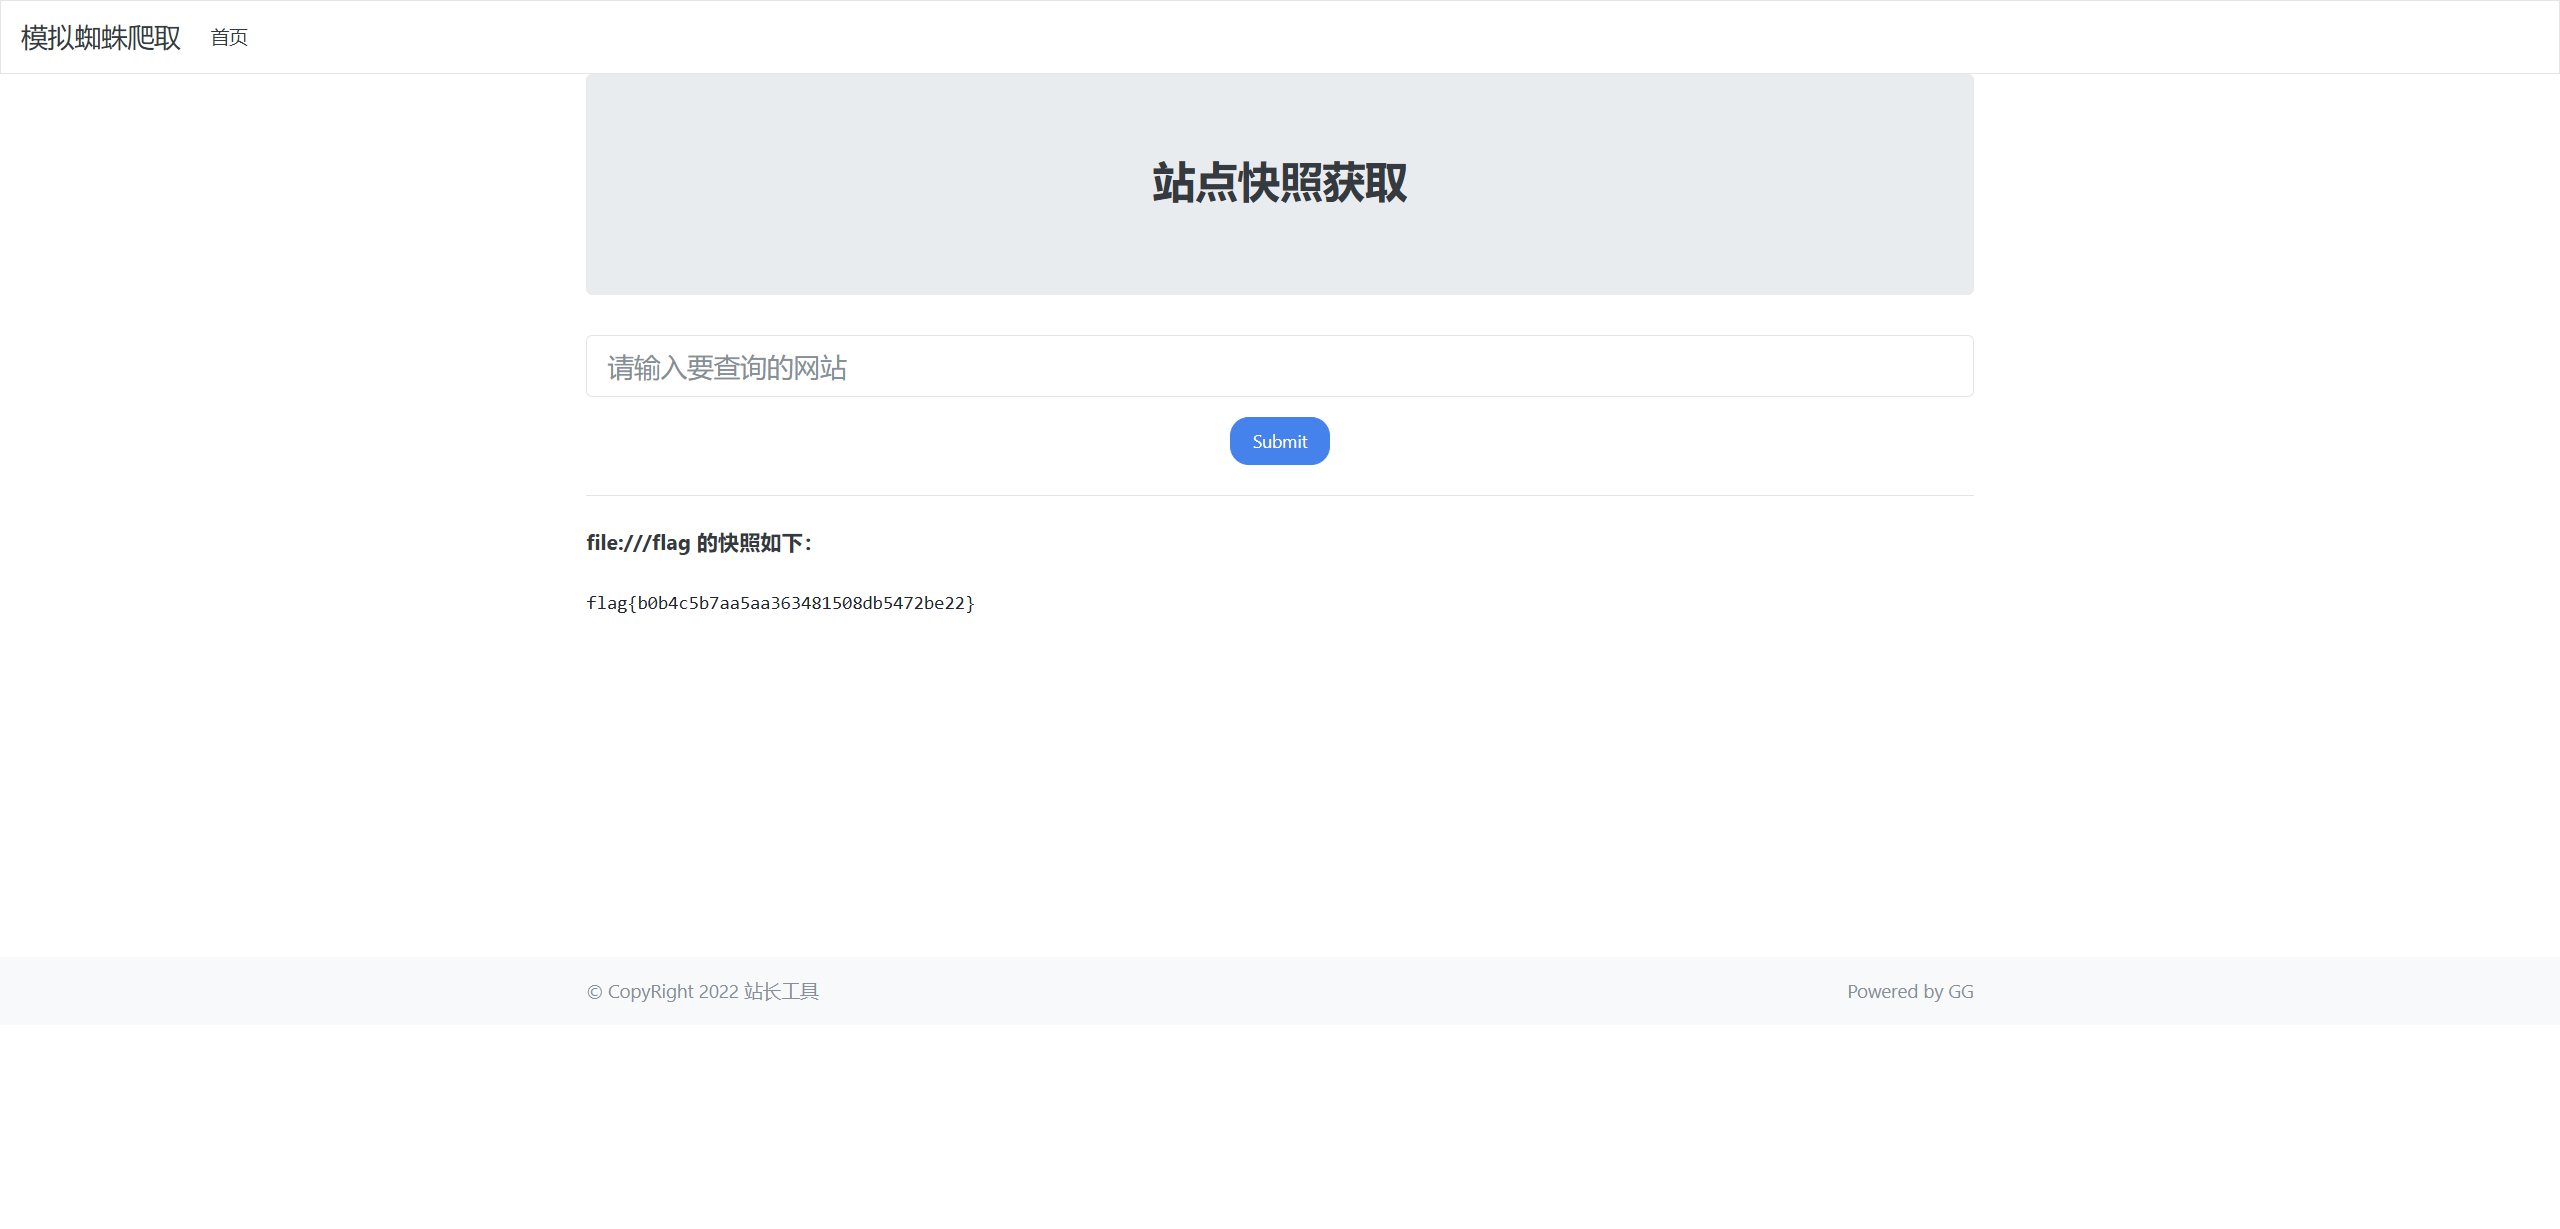 模拟蜘蛛爬取 首页
站点快照获取
请输入要查询的网站
Submit
file:///flag 的快照如下：
flag{b0b4c5b7aa5aa363481508db5472be22}
© CopyRight 2022 站长工具 Powered by GG